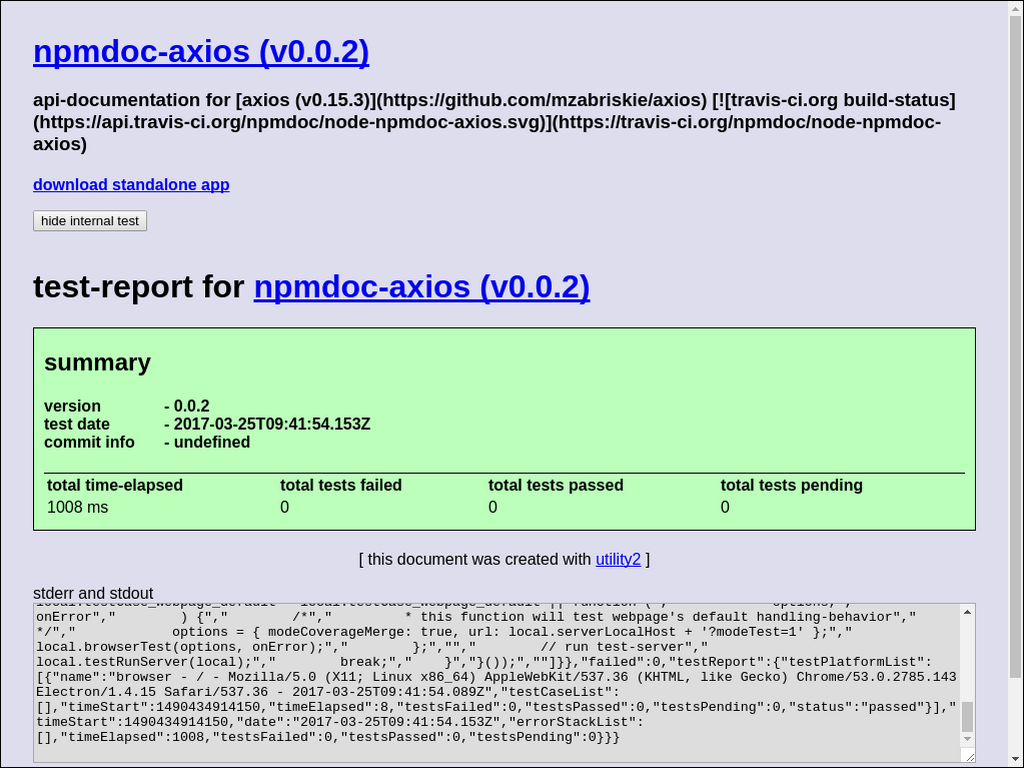 npmdoc-axios (v0.0.2)
api-documentation for [axios (v0.15.3)](https://github.com/mzabriskie/axios) [![travis-ci.org build-status]
(https://api.travis-ci.org/npmdoc/node-npmdoc-axios.svg)](https://travis-ci.org/npmdoc/node-npmdoc-
axios)
download standalone app
hide internal test
test-report for npmdoc-axios (v0.0.2)
summary
version - 0.0.2
test date - 2017-03-25T09:41:54.153Z
commit info - undefined
total time-elapsed total tests failed total tests passed total tests pending
1008 ms 0 0 0
[ this document was created with utility2 ]
stderr and stdout
onError","        ) {","        /*","         * this function will test webpage's default handling-behavior","
*/","            options = { modeCoverageMerge: true, url: local.serverLocalHost + '?modeTest=1' };","
local.browserTest(options, onError);","        };","","        // run test-server","
local.testRunServer(local);","        break;","    }","}());",""]}},"failed":0,"testReport":{"testPlatformList":
[{"name":"browser - / - Mozilla/5.0 (X11; Linux x86_64) AppleWebKit/537.36 (KHTML, like Gecko) Chrome/53.0.2785.143
Electron/1.4.15 Safari/537.36 - 2017-03-25T09:41:54.089Z","testCaseList":
[],"timeStart":1490434914150,"timeElapsed":8,"testsFailed":0,"testsPassed":0,"testsPending":0,"status":"passed"}],"
timeStart":1490434914150,"date":"2017-03-25T09:41:54.153Z","errorStackList":
[],"timeElapsed":1008,"testsFailed":0,"testsPassed":0,"testsPending":0}}}